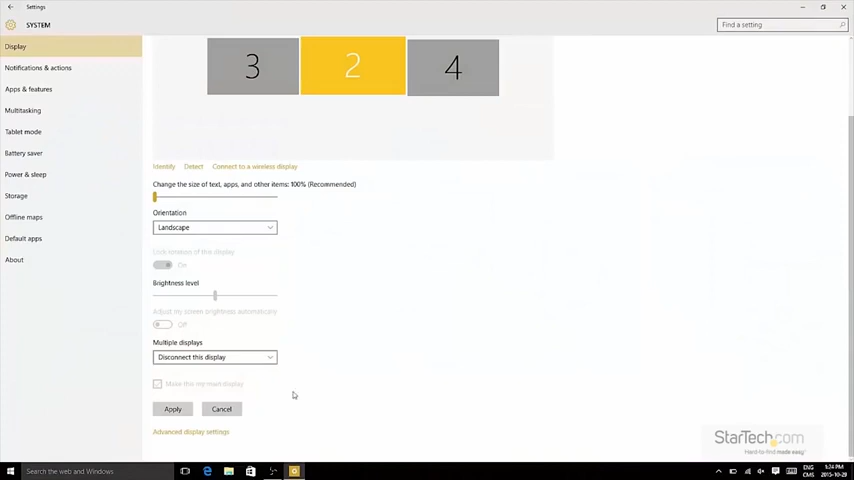 Settings
SYSTEM
Find a setting
Display
Notifications & actions
Apps & features
Multitasking
Tablet mode
Battery saver
Power & sleep
Storage
Offline maps
Default apps
About
3
2
4
Identify
Detect
Connect to a wireless display
Change the size of text, apps, and other items: 100% (Recommended)
Orientation
Landscape
Lock rotation of this display
On
Brightness level
Adjust my screen brightness automatically
Off
Multiple displays
Disconnect this display
Make this my main display
Apply
Cancel
Advanced display settings
StarTech.com
Hard-to-find made easy
Search the web and Windows
ENG
CMS
1:24 PM
2015-10-29